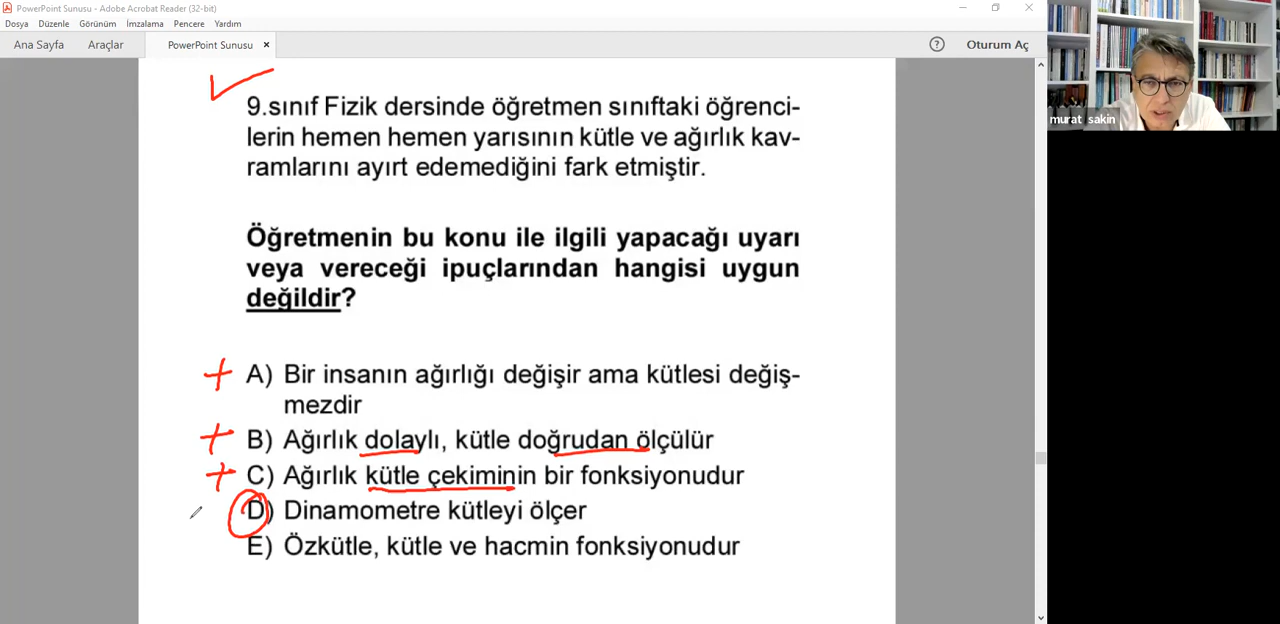 PowerPoint Sunusu - Adobe Acrobat Reader (32-bit)
Dosya Düzenle Görünüm İmzalama Pencere Yardım
Ana Sayfa Araçlar PowerPoint Sunusu × ? Oturum Aç
9.sınıf Fizik dersinde öğretmen sınıftaki öğrenci-
lerin hemen hemen yarısının kütle ve ağırlık kav-
ramlarını ayırt edemediğini fark etmiştir.
Öğretmenin bu konu ile ilgili yapacağı uyarı
veya vereceği ipuçlarından hangisi uygun
değildir?
A) Bir insanın ağırlığı değişir ama kütlesi değiş-
mezdir
B) Ağırlık dolaylı, kütle doğrudan ölçülür
C) Ağırlık kütle çekiminin bir fonksiyonudur
D) Dinamometre kütleyi ölçer
E) Özkütle, kütle ve hacmin fonksiyonudur
murat sakin